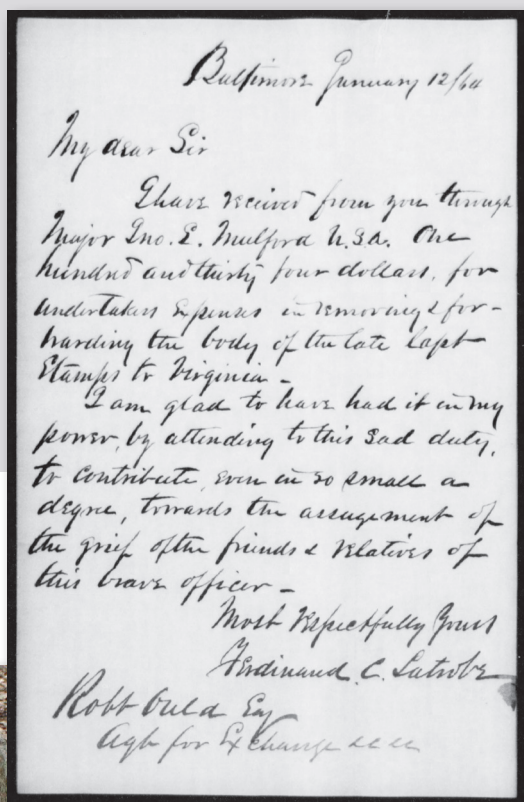 Baltimore January 12/64
My dear Sir
I have received from you through
Major Jno. E. Mulford U.S.A. One
hundred and thirty four dollars, for
undertakers expenses in removing & for-
warding the body of the late Capt
Stamps to Virginia -
I am glad to have had it in my
power, by attending to this sad duty,
to contribute, even in so small a
degree, towards the assuagement of
the grief of the friends & relatives of
this brave officer -
Most respectfully Yours
Ferdinand C. Latrobe
Robt Ould Esq
Agt for Exchange